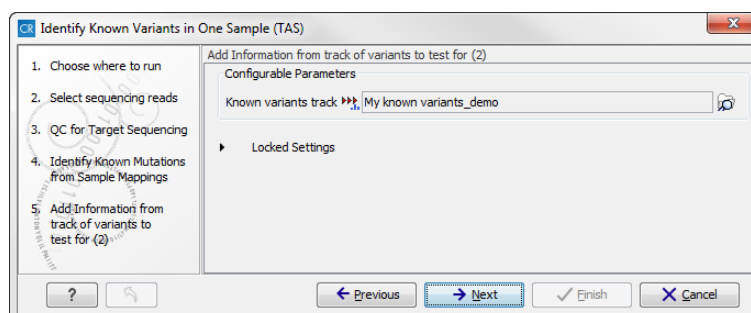 CR Identify Known Variants in One Sample (TAS)
x
1. Choose where to run
2. Select sequencing reads
3. QC for Target Sequencing
4. Identify Known Mutations
from Sample Mappings
5. Add Information from
track of variants to
test for (2)
Add Information from track of variants to test for (2)
Configurable Parameters
Known variants track My known variants_demo
Locked Settings
? Previous Next Finish Cancel